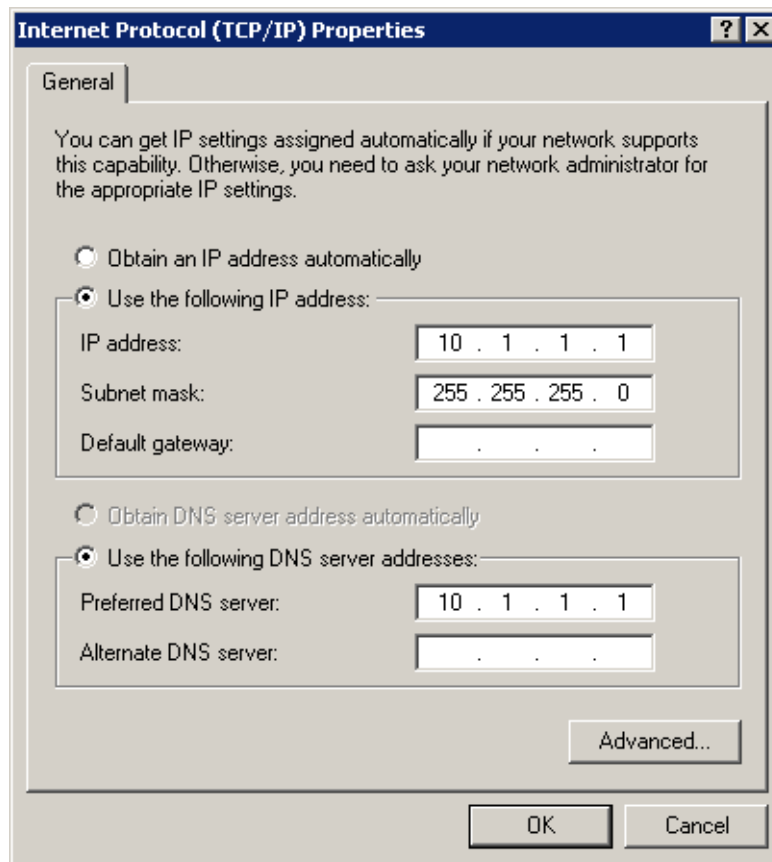 Internet Protocol (TCP/IP) Properties
General
You can get IP settings assigned automatically if your network supports
this capability. Otherwise, you need to ask your network administrator for
the appropriate IP settings.
Obtain an IP address automatically
Use the following IP address:
IP address: 10 . 1 . 1 . 1
Subnet mask: 255 . 255 . 255 . 0
Default gateway: . . .
Obtain DNS server address automatically
Use the following DNS server addresses:
Preferred DNS server: 10 . 1 . 1 . 1
Alternate DNS server: . . .
Advanced...
OK Cancel